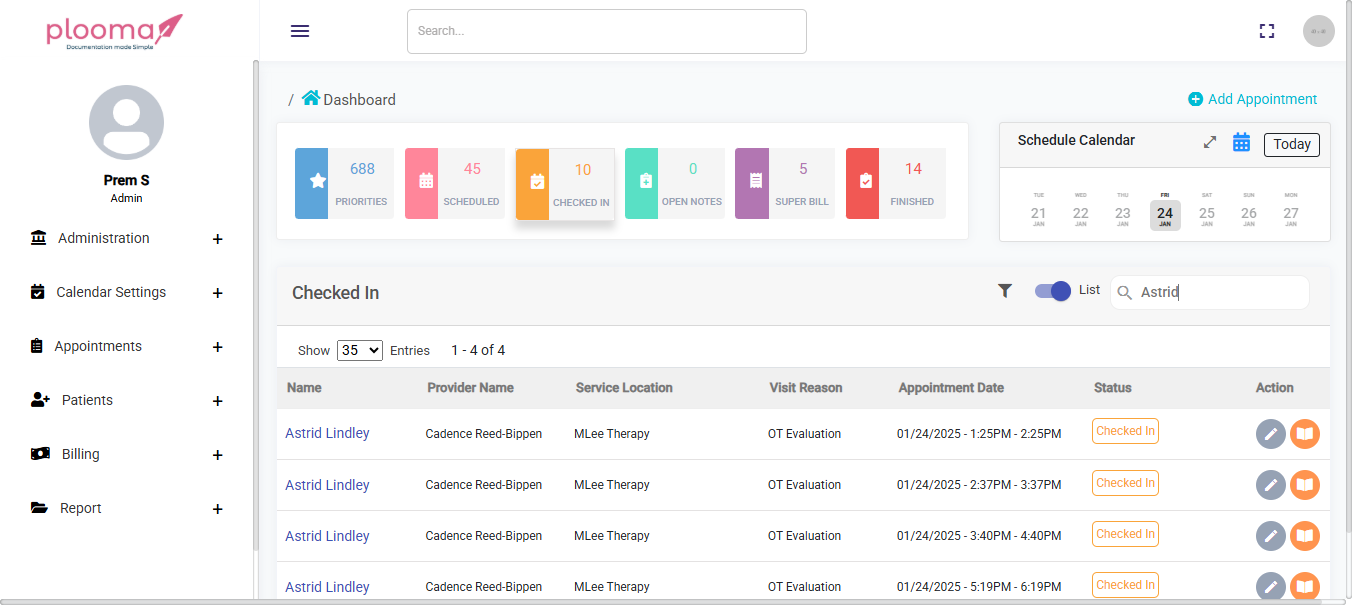 plooma
Documentation made Simple
Search...
Prem S
Admin
Administration +
Calendar Settings +
Appointments +
Patients +
Billing +
Report +
/ Dashboard
Add Appointment
688
PRIORITIES
45
SCHEDULED
10
CHECKED IN
0
OPEN NOTES
5
SUPER BILL
14
FINISHED
Schedule Calendar Today
TUE WED THU FRI SAT SUN MON
21 22 23 24 25 26 27
JAN JAN JAN JAN JAN JAN JAN
Checked In List Astrid
Show 35 Entries 1 - 4 of 4
Name Provider Name Service Location Visit Reason Appointment Date Status Action
Astrid Lindley Cadence Reed-Bippen MLee Therapy OT Evaluation 01/24/2025 - 1:25PM - 2:25PM Checked In
Astrid Lindley Cadence Reed-Bippen MLee Therapy OT Evaluation 01/24/2025 - 2:37PM - 3:37PM Checked In
Astrid Lindley Cadence Reed-Bippen MLee Therapy OT Evaluation 01/24/2025 - 3:40PM - 4:40PM Checked In
Astrid Lindley Cadence Reed-Bippen MLee Therapy OT Evaluation 01/24/2025 - 5:19PM - 6:19PM Checked In